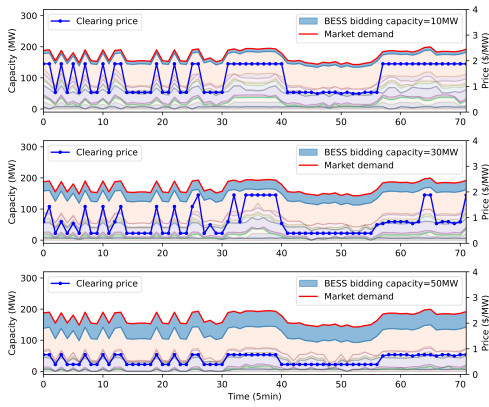 Clearing price
BESS bidding capacity=10MW
Market demand
Capacity (MW)
Price ($/MW)
300
200
100
0
4
3
2
1
0
0 10 20 30 40 50 60 70
Clearing price
BESS bidding capacity=30MW
Market demand
Capacity (MW)
Price ($/MW)
300
200
100
0
4
3
2
1
0
0 10 20 30 40 50 60 70
Clearing price
BESS bidding capacity=50MW
Market demand
Capacity (MW)
Price ($/MW)
300
200
100
0
4
3
2
1
0
0 10 20 30 40 50 60 70
Time (5min)